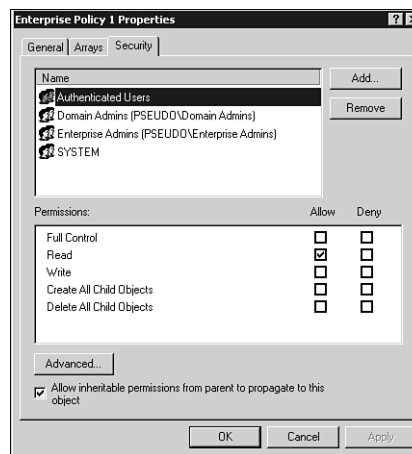 Enterprise Policy 1 Properties
General Arrays Security
Name
Add...
Authenticated Users
Domain Admins (PSEUDO\Domain Admins)
Remove
Enterprise Admins (PSEUDO\Enterprise Admins)
SYSTEM
Permissions: Allow Deny
Full Control
Read
Write
Create All Child Objects
Delete All Child Objects
Advanced...
Allow inheritable permissions from parent to propagate to this
object
OK Cancel Apply